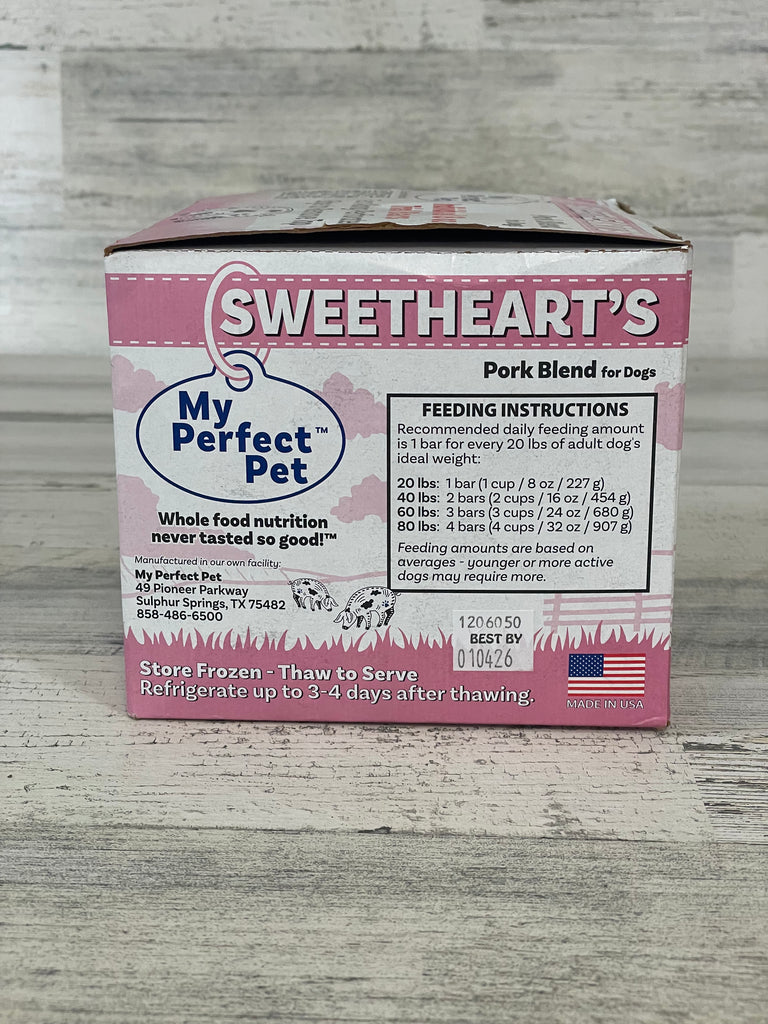 SWEETHEART'S
Pork Blend for Dogs
My
Perfect™
Pet
Whole food nutrition
never tasted so good!™
Manufactured in our own facility:
My Perfect Pet
49 Pioneer Parkway
Sulphur Springs, TX 75482
858-486-6500
FEEDING INSTRUCTIONS
Recommended daily feeding amount
is 1 bar for every 20 lbs of adult dog's
ideal weight:
20 lbs: 1 bar (1 cup / 8 oz / 227 g)
40 lbs: 2 bars (2 cups / 16 oz / 454 g)
60 lbs: 3 bars (3 cups / 24 oz / 680 g)
80 lbs: 4 bars (4 cups / 32 oz / 907 g)
Feeding amounts are based on
averages - younger or more active
dogs may require more.
1206050
BEST BY
010426
Store Frozen - Thaw to Serve
Refrigerate up to 3-4 days after thawing.
MADE IN USA